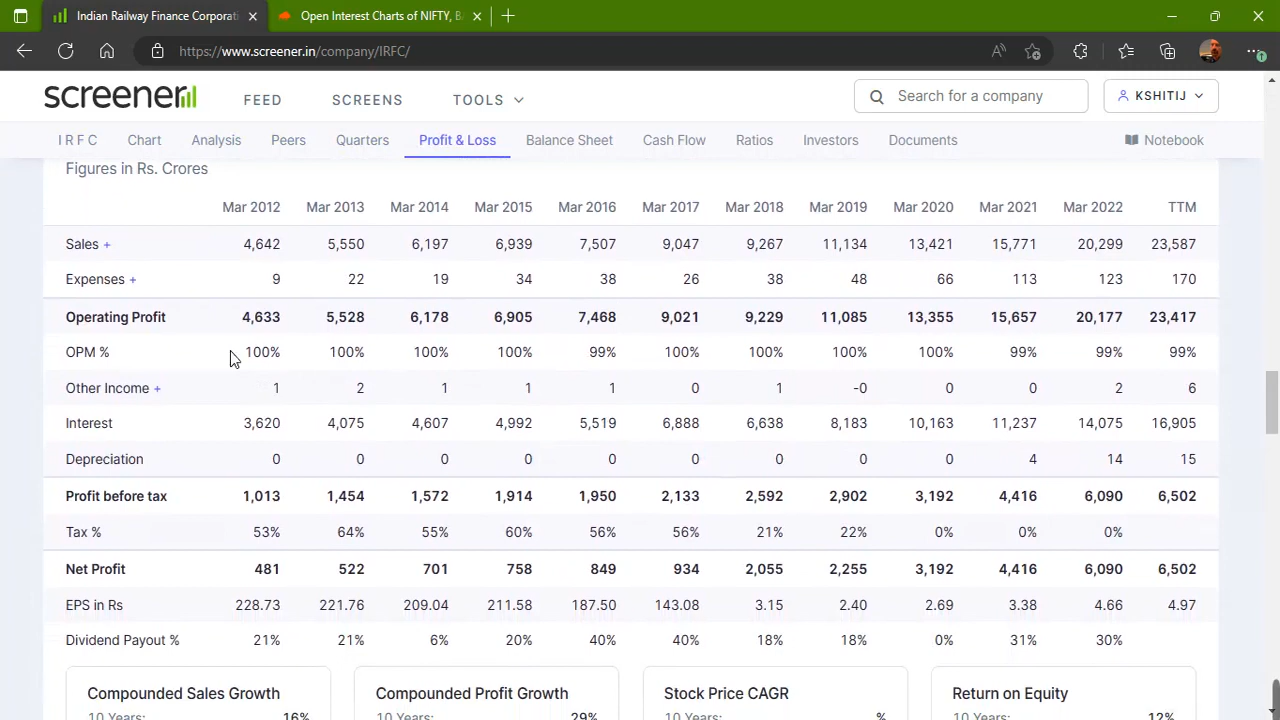 Indian Railway Finance Corporati
Open Interest Charts of NIFTY, B
https://www.screener.in/company/IRFC/
screener
FEED SCREENS TOOLS
Search for a company
KSHITIJ
I R F C Chart Analysis Peers Quarters Profit & Loss Balance Sheet Cash Flow Ratios Investors Documents Notebook
Figures in Rs. Crores
Mar 2012 Mar 2013 Mar 2014 Mar 2015 Mar 2016 Mar 2017 Mar 2018 Mar 2019 Mar 2020 Mar 2021 Mar 2022 TTM
Sales + 4,642 5,550 6,197 6,939 7,507 9,047 9,267 11,134 13,421 15,771 20,299 23,587
Expenses + 9 22 19 34 38 26 38 48 66 113 123 170
Operating Profit 4,633 5,528 6,178 6,905 7,468 9,021 9,229 11,085 13,355 15,657 20,177 23,417
OPM % 100% 100% 100% 100% 99% 100% 100% 100% 100% 99% 99% 99%
Other Income + 1 2 1 1 1 0 1 -0 0 0 2 6
Interest 3,620 4,075 4,607 4,992 5,519 6,888 6,638 8,183 10,163 11,237 14,075 16,905
Depreciation 0 0 0 0 0 0 0 0 0 4 14 15
Profit before tax 1,013 1,454 1,572 1,914 1,950 2,133 2,592 2,902 3,192 4,416 6,090 6,502
Tax % 53% 64% 55% 60% 56% 56% 21% 22% 0% 0% 0%
Net Profit 481 522 701 758 849 934 2,055 2,255 3,192 4,416 6,090 6,502
EPS in Rs 228.73 221.76 209.04 211.58 187.50 143.08 3.15 2.40 2.69 3.38 4.66 4.97
Dividend Payout % 21% 21% 6% 20% 40% 40% 18% 18% 0% 31% 30%
Compounded Sales Growth Compounded Profit Growth Stock Price CAGR Return on Equity
10 Years: 16% 10 Years: 29% 10 Years: % 10 Years: 12%